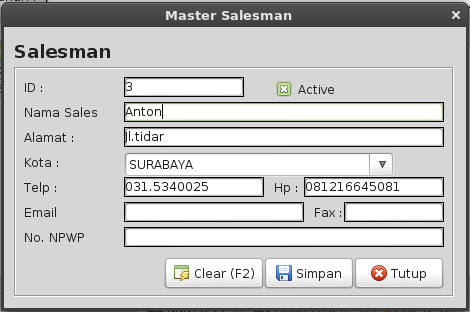 Master Salesman
Salesman
ID : 3 Active
Nama Sales Anton
Alamat : Jl.tidar
Kota : SURABAYA
Telp : 031.5340025 Hp : 081216645081
Email Fax :
No. NPWP
Clear (F2) Simpan Tutup